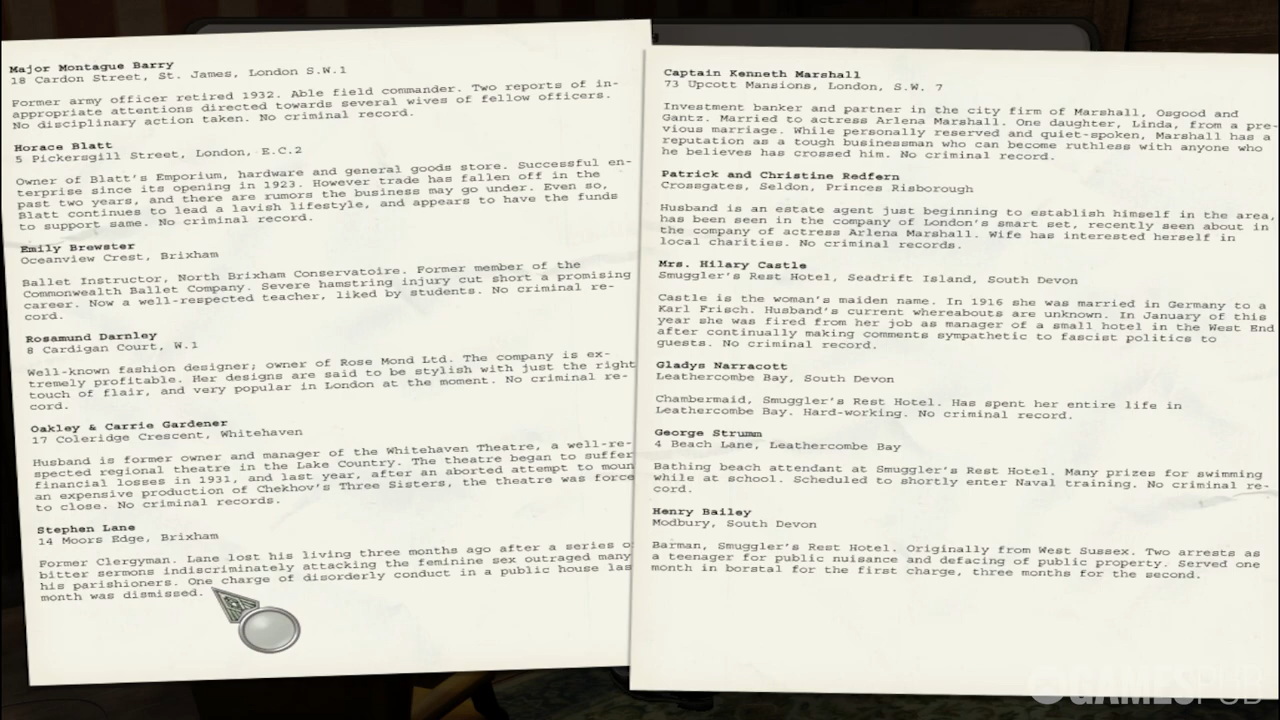 Major Montague Barry
18 Cardon Street, St. James, London S.W.1
Former army officer retired 1932. Able field commander. Two reports of in-
appropriate attentions directed towards several wives of fellow officers.
No disciplinary action taken. No criminal record.
Horace Blatt
5 Pickersgill Street, London, E.C.2
Owner of Blatt's Emporium, hardware and general goods store. Successful en-
terprise since its opening in 1923. However trade has fallen off in the
past two years, and there are rumors the business may go under. Even so,
Blatt continues to lead a lavish lifestyle, and appears to have the funds
to support same. No criminal record.
Emily Brewster
Oceanview Crest, Brixham
Ballet Instructor, North Brixham Conservatoire. Former member of the
Commonwealth Ballet Company. Severe hamstring injury cut short a promising
career. Now a well-respected teacher, liked by students. No criminal re-
cord.
Rosamund Darnley
8 Cardigan Court, W.1
Well-known fashion designer; owner of Rose Mond Ltd. The company is ex-
tremely profitable. Her designs are said to be stylish with just the right
touch of flair, and very popular in London at the moment. No criminal re-
cord.
Oakley & Carrie Gardener
17 Coleridge Crescent, Whitehaven
Husband is former owner and manager of the Whitehaven Theatre, a well-re-
spected regional theatre in the Lake Country. The theatre began to suffer
financial losses in 1931, and last year, after an aborted attempt to moun
an expensive production of Chekhov's Three Sisters, the theatre was force
to close. No criminal records.
Stephen Lane
14 Moors Edge, Brixham
Former Clergyman. Lane lost his living three months ago after a series o
bitter sermons indiscriminately attacking the feminine sex outraged many
his parishioners. One charge of disorderly conduct in a public house las
month was dismissed.
Captain Kenneth Marshall
73 Upcott Mansions, London, S.W. 7
Investment banker and partner in the city firm of Marshall, Osgood and
Gantz. Married to actress Arlena Marshall. One daughter, Linda, from a pre-
vious marriage. While personally reserved and quiet-spoken, Marshall has a
reputation as a tough businessman who can become ruthless with anyone who
he believes has crossed him. No criminal record.
Patrick and Christine Redfern
Crossgates, Seldon, Princes Risborough
Husband is an estate agent just beginning to establish himself in the area,
has been seen in the company of London's smart set, recently seen about in
the company of actress Arlena Marshall. Wife has interested herself in
local charities. No criminal records.
Mrs. Hilary Castle
Smuggler's Rest Hotel, Seadrift Island, South Devon
Castle is the woman's maiden name. In 1916 she was married in Germany to a
Karl Frisch. Husband's current whereabouts are unknown. In January of this
year she was fired from her job as manager of a small hotel in the West End
after continually making comments sympathetic to fascist politics to
guests. No criminal record.
Gladys Narracott
Leathercombe Bay, South Devon
Chambermaid, Smuggler's Rest Hotel. Has spent her entire life in
Leathercombe Bay. Hard-working. No criminal record.
George Strumm
4 Beach Lane, Leathercombe Bay
Bathing beach attendant at Smuggler's Rest Hotel. Many prizes for swimming
while at school. Scheduled to shortly enter Naval training. No criminal re-
cord.
Henry Bailey
Modbury, South Devon
Barman, Smuggler's Rest Hotel. Originally from West Sussex. Two arrests as
a teenager for public nuisance and defacing of public property. Served one
month in borstal for the first charge, three months for the second.
GAMESPUB